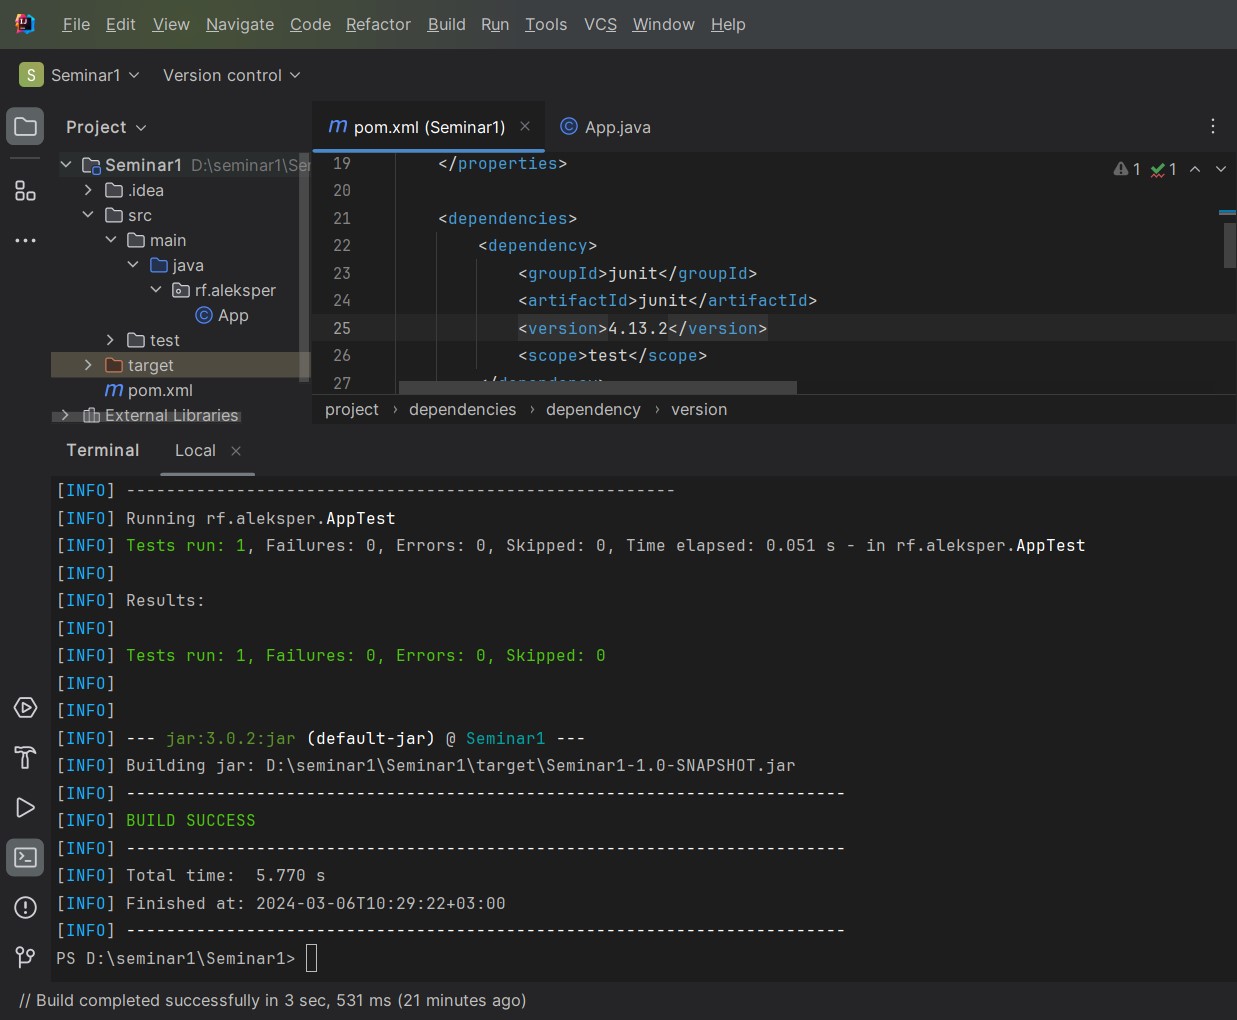 File Edit View Navigate Code Refactor Build Run Tools VCS Window Help
S Seminar1 Version control
Project
Seminar1 D:\seminar1\Se
.idea
src
main
java
rf.aleksper
App
test
target
pom.xml
External Libraries
pom.xml (Seminar1) App.java
1 1
19 </properties>
20
21 <dependencies>
22 <dependency>
23 <groupId>junit</groupId>
24 <artifactId>junit</artifactId>
25 <version>4.13.2</version>
26 <scope>test</scope>
27 </dependency>
project › dependencies › dependency › version
Terminal Local
[INFO] -------------------------------------------------------
[INFO] Running rf.aleksper.AppTest
[INFO] Tests run: 1, Failures: 0, Errors: 0, Skipped: 0, Time elapsed: 0.051 s - in rf.aleksper.AppTest
[INFO]
[INFO] Results:
[INFO]
[INFO] Tests run: 1, Failures: 0, Errors: 0, Skipped: 0
[INFO]
[INFO]
[INFO] --- jar:3.0.2:jar (default-jar) @ Seminar1 ---
[INFO] Building jar: D:\seminar1\Seminar1\target\Seminar1-1.0-SNAPSHOT.jar
[INFO] ------------------------------------------------------------------------
[INFO] BUILD SUCCESS
[INFO] ------------------------------------------------------------------------
[INFO] Total time:  5.770 s
[INFO] Finished at: 2024-03-06T10:29:22+03:00
[INFO] ------------------------------------------------------------------------
PS D:\seminar1\Seminar1>
// Build completed successfully in 3 sec, 531 ms (21 minutes ago)